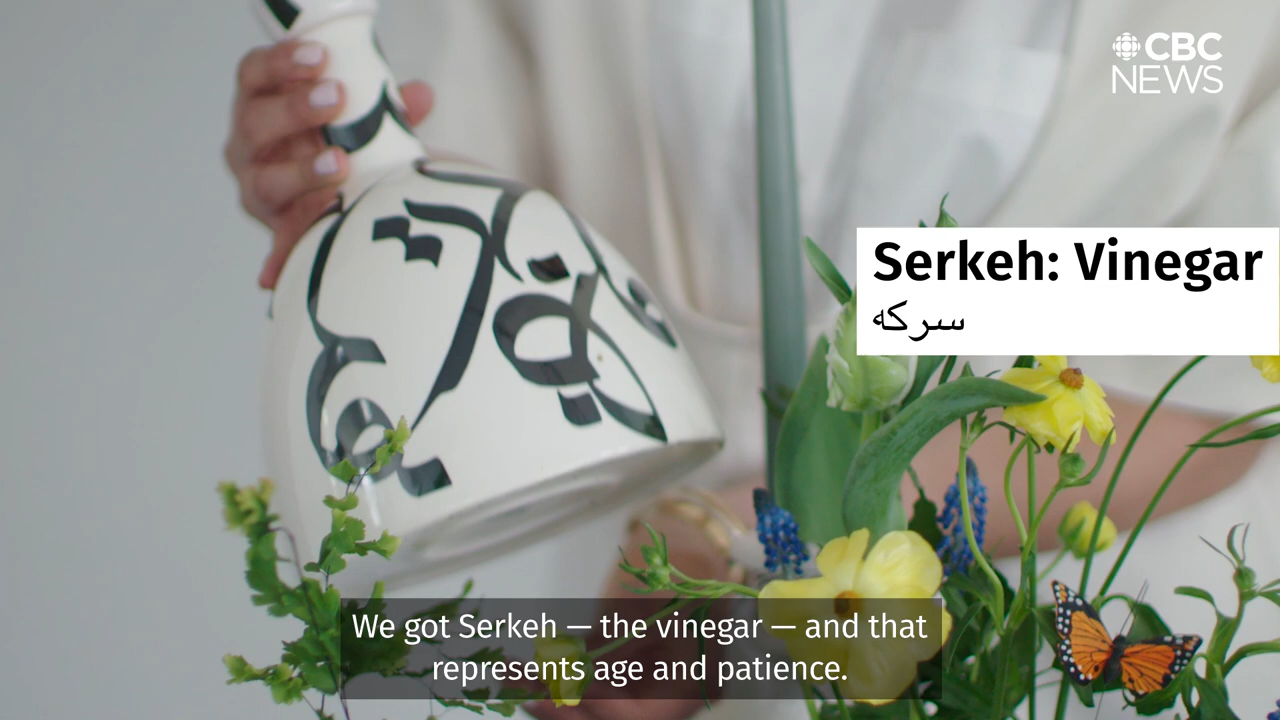 CBC
NEWS
Serkeh: Vinegar
سرکه
We got Serkeh — the vinegar — and that
represents age and patience.